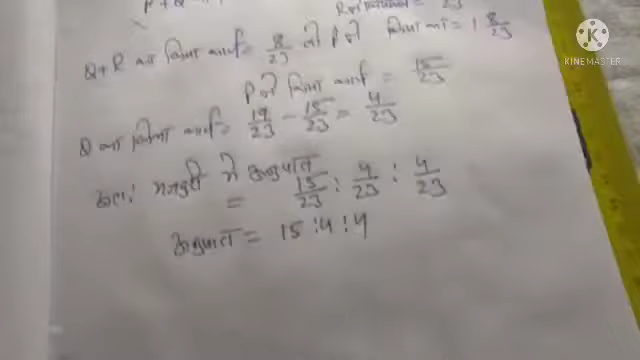 P + Q
23
Q + R का किया कार्य = 8/23 तो P ने किया का = 1 8/23
P ने किया कार्य = 15/23
Q का किया कार्य = 19/23 - 15/23 = 4/23
अतः मजदूरी में अनुपात
= 15/23 : 4/23 : 4/23
अनुपात = 15 : 4 : 4
KINEMASTER